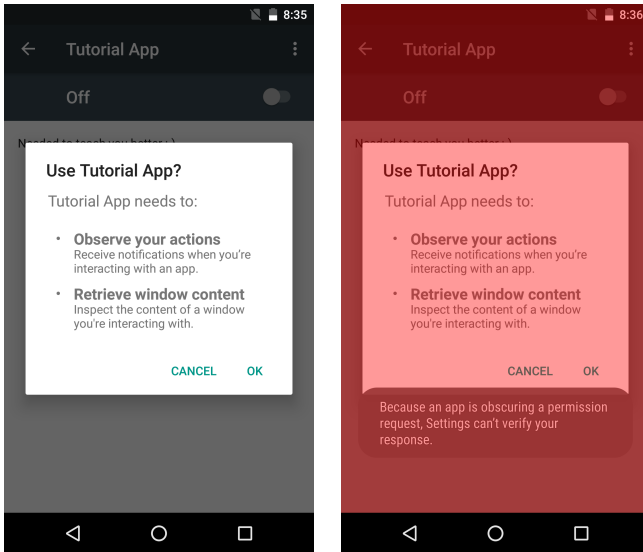 8:35
Tutorial App
Off
Use Tutorial App?
Tutorial App needs to:
• Observe your actions
Receive notifications when you're
interacting with an app.
• Retrieve window content
Inspect the content of a window
you're interacting with.
CANCEL OK
8:36
Tutorial App
Off
Use Tutorial App?
Tutorial App needs to:
• Observe your actions
Receive notifications when you're
interacting with an app.
• Retrieve window content
Inspect the content of a window
you're interacting with.
CANCEL OK
Because an app is obscuring a permission
request, Settings can't verify your
response.